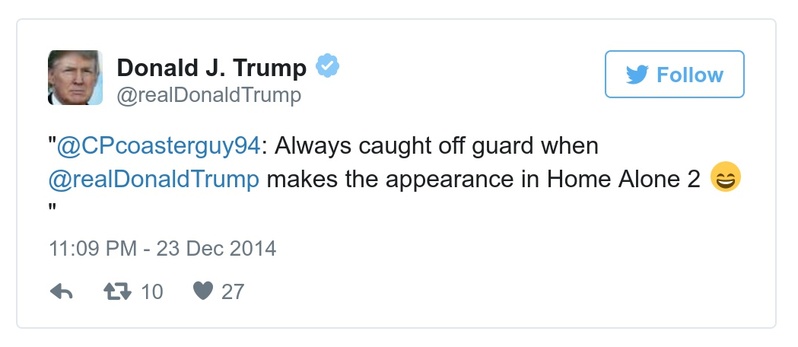 Donald J. Trump
@realDonaldTrump
Follow
"@CPcoasterguy94: Always caught off guard when
@realDonaldTrump makes the appearance in Home Alone 2 😄
"
11:09 PM - 23 Dec 2014
10 27